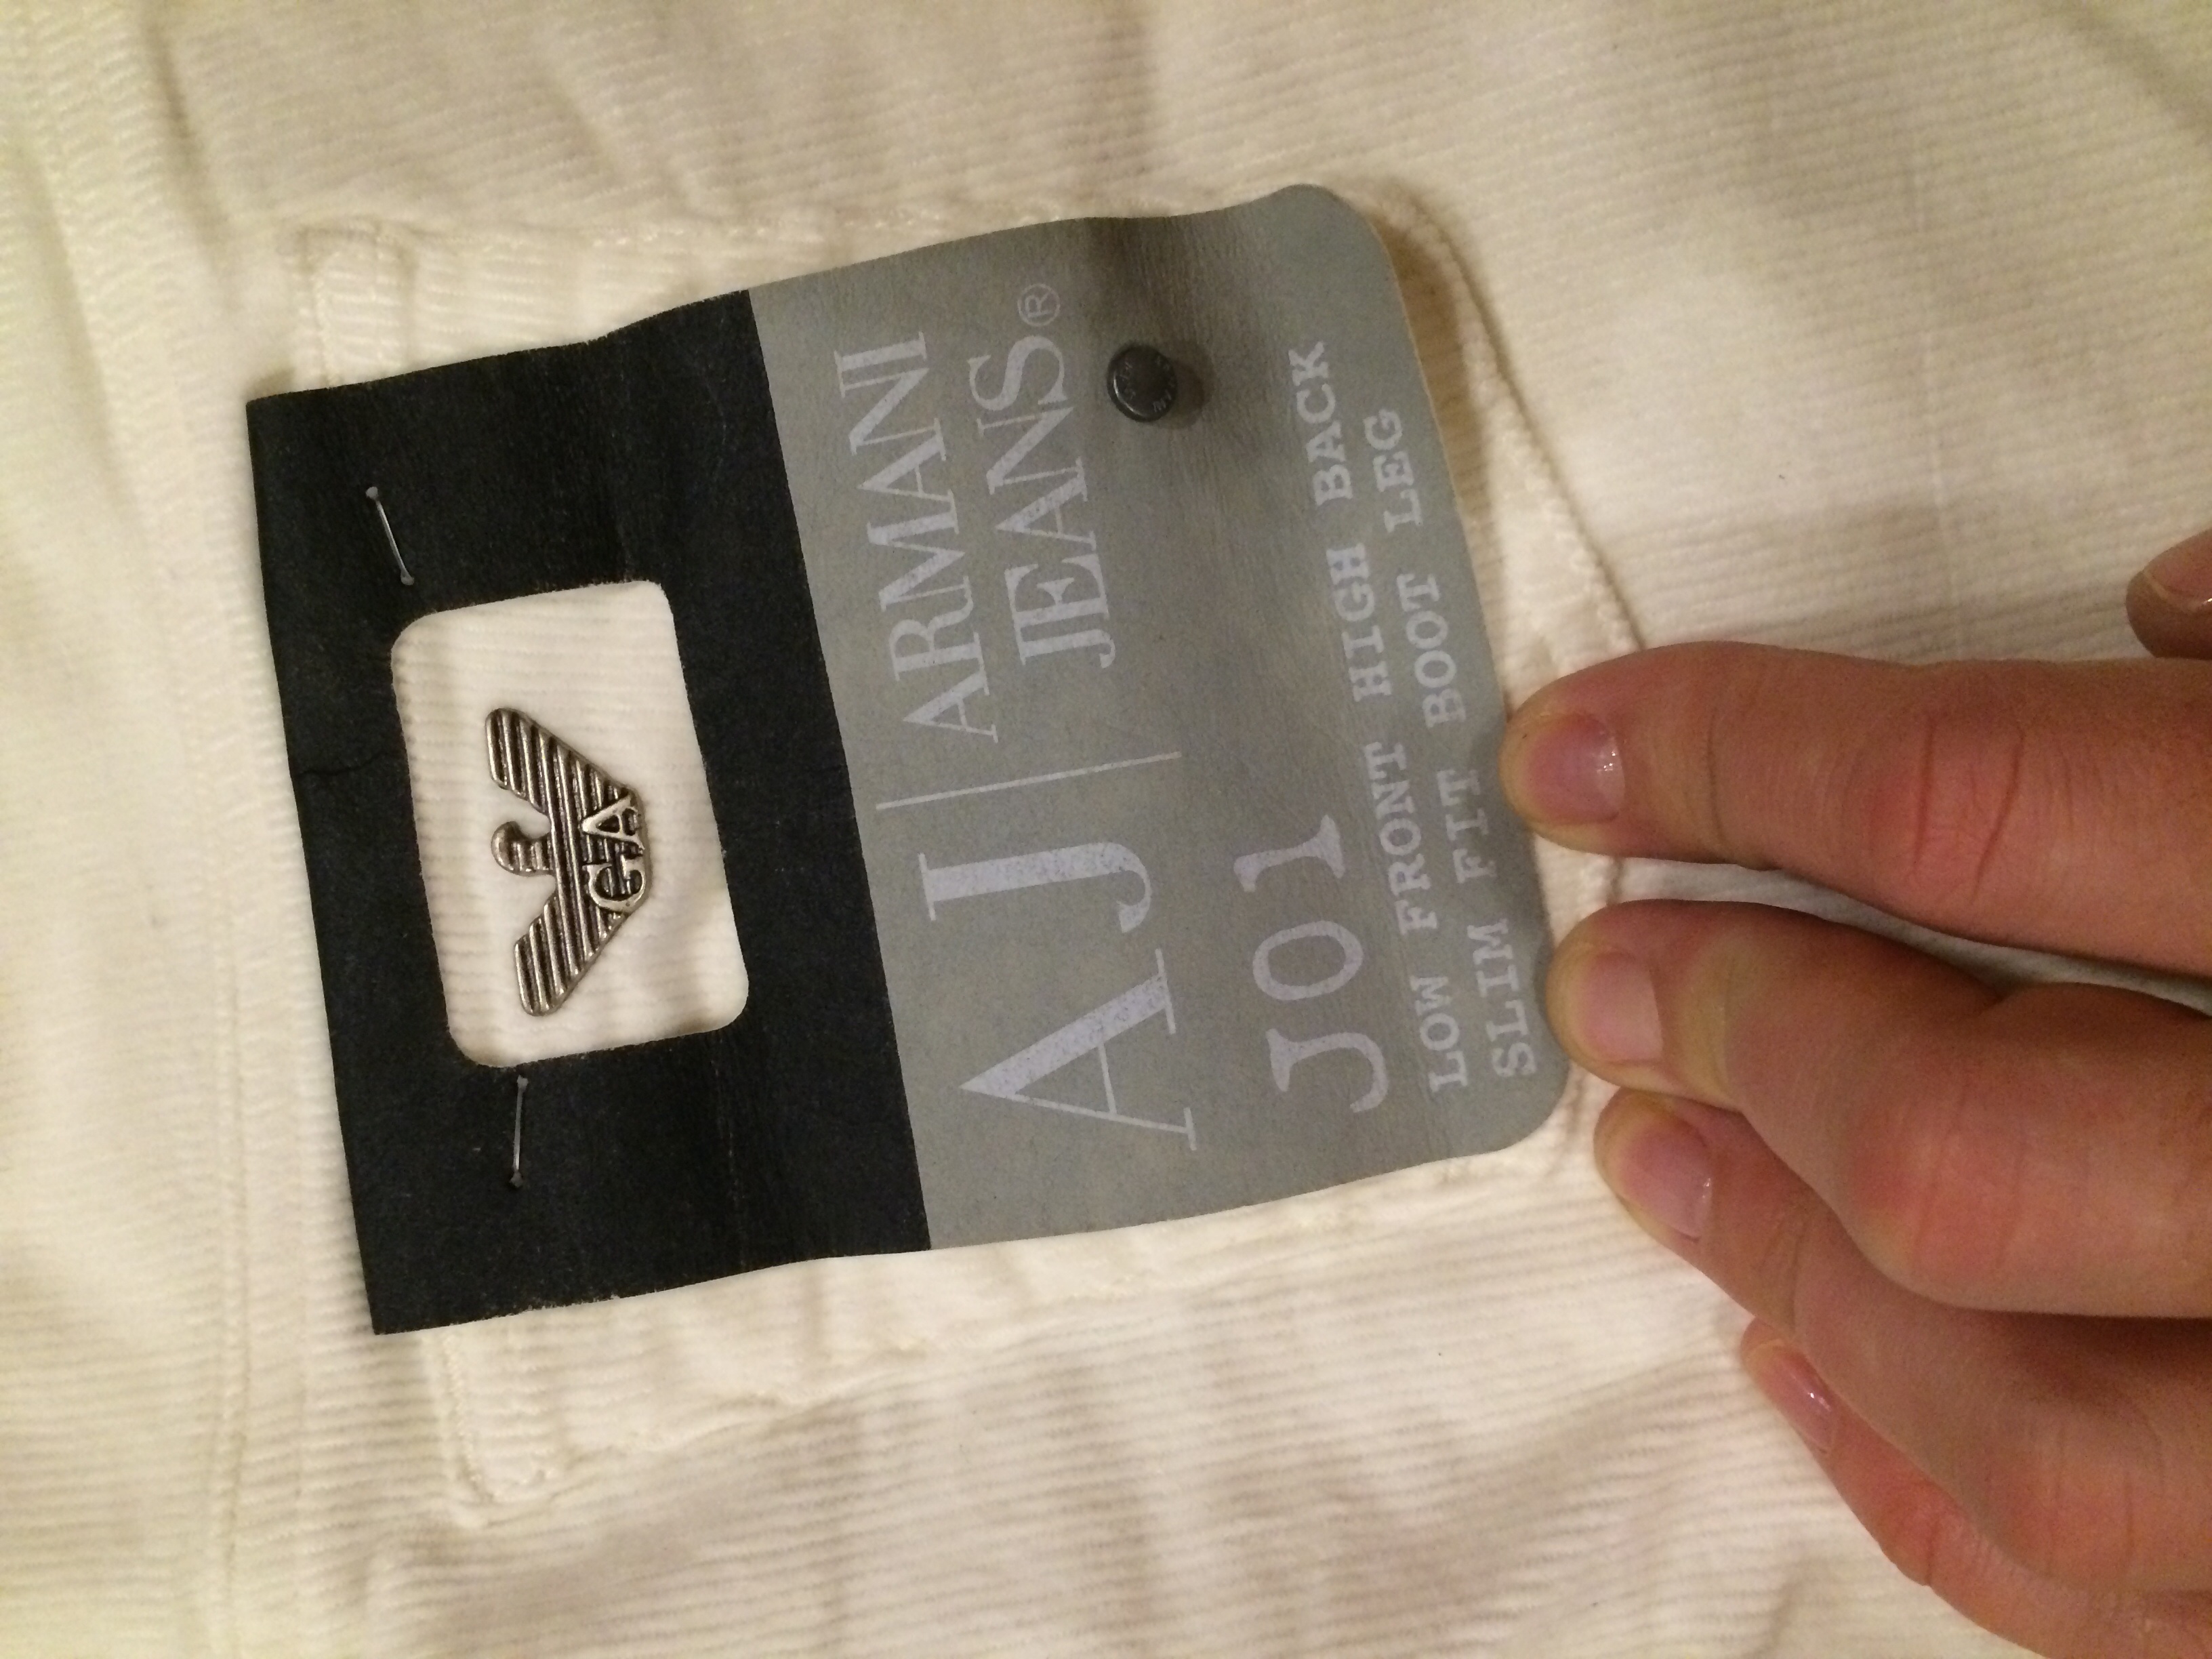 GA
AJ | ARMANI
JEANS®
J01
LOW FRONT HIGH BACK
SLIM FIT BOOT LEG